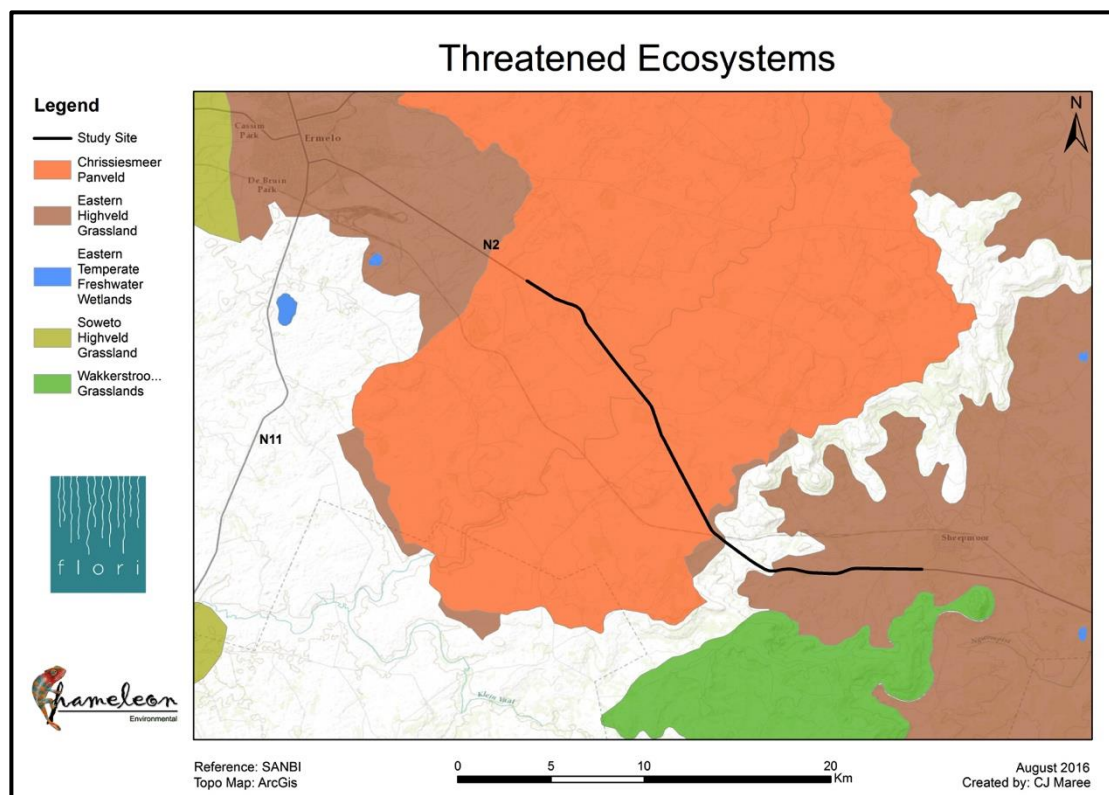 Threatened Ecosystems
Legend
Study Site
Chrissiesmeer
Panveld
Eastern
Highveld
Grassland
Eastern
Temperate
Freshwater
Wetlands
Soweto
Highveld
Grassland
Wakkerstroo...
Grasslands
flori
Chameleon
Environmental
N
Cassim
Park
Ermelo
De Bruin
Park
N2
N11
Sheepmoor
Reference: SANBI
Topo Map: ArcGis
0 5 10 20
Km
August 2016
Created by: CJ Maree